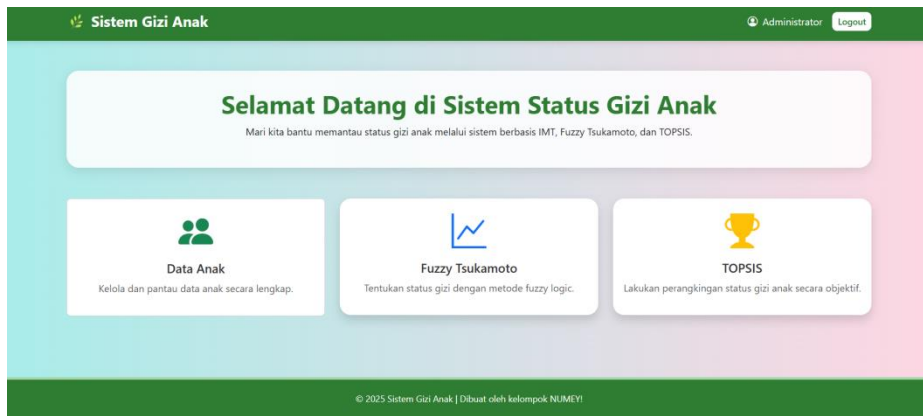 Sistem Gizi Anak
Administrator
Logout
Selamat Datang di Sistem Status Gizi Anak
Mari kita bantu memantau status gizi anak melalui sistem berbasis IMT, Fuzzy Tsukamoto, dan TOPSIS.
Data Anak
Kelola dan pantau data anak secara lengkap.
Fuzzy Tsukamoto
Tentukan status gizi dengan metode fuzzy logic.
TOPSIS
Lakukan perangkingan status gizi anak secara objektif.
© 2025 Sistem Gizi Anak | Dibuat oleh kelompok NUMEY!